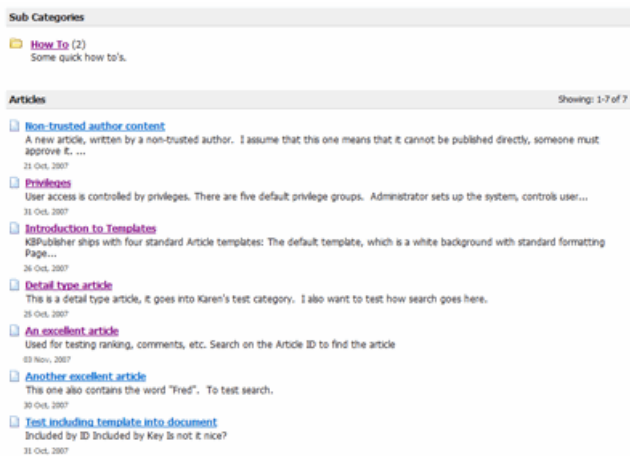 Sub Categories
How To (2)
Some quick how to's.
Articles Showing: 1-7 of 7
Non-trusted author content
A new article, written by a non-trusted author. I assume that this one means that it cannot be published directly, someone must
approve it. ...
21 Oct, 2007
Privileges
User access is controlled by privileges. There are five default privilege groups. Administrator sets up the system, controls user...
31 Oct, 2007
Introduction to Templates
KBPublisher ships with four standard Article templates: The default template, which is a white background with standard formatting
Page...
26 Oct, 2007
Detail type article
This is a detail type article, it goes into Karen's test category. I also want to test how search goes here.
25 Oct, 2007
An excellent article
Used for testing ranking, comments, etc. Search on the Article ID to find the article
03 Nov, 2007
Another excellent article
This one also contains the word "Fred". To test search.
30 Oct, 2007
Test including template into document
Included by ID Included by Key Is not it nice?
31 Oct, 2007